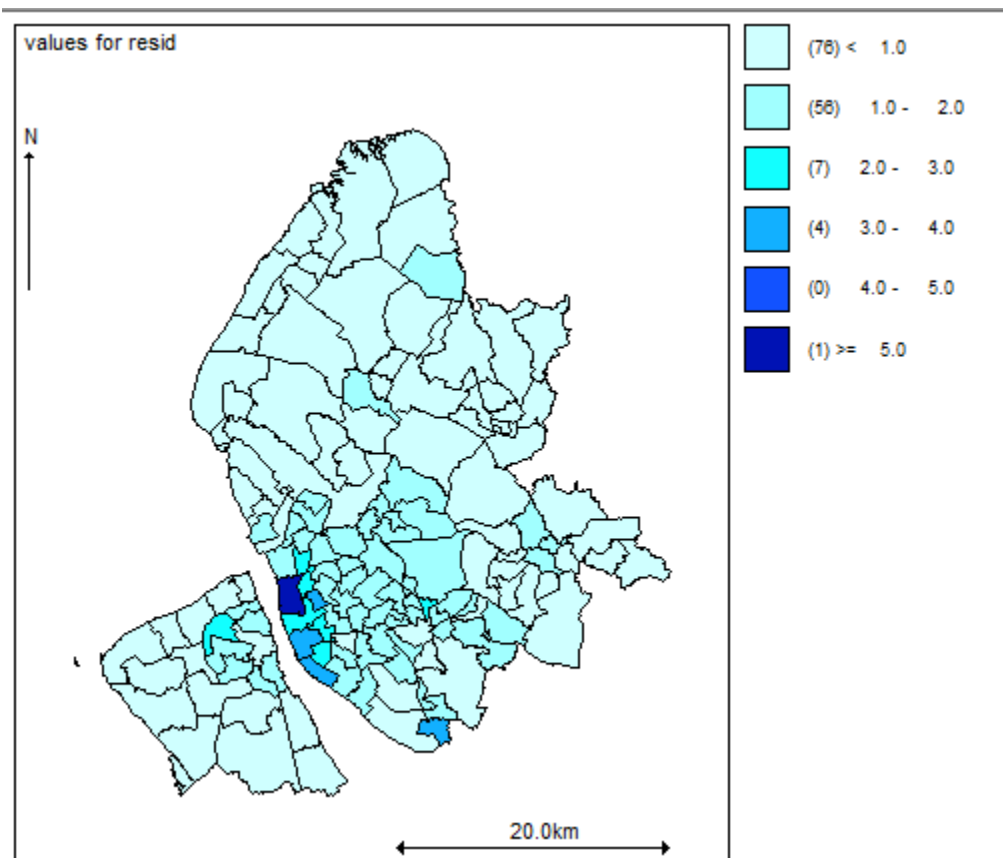 values for resid
N
20.0km
(76) < 1.0
(56) 1.0 - 2.0
(7) 2.0 - 3.0
(4) 3.0 - 4.0
(0) 4.0 - 5.0
(1) >= 5.0